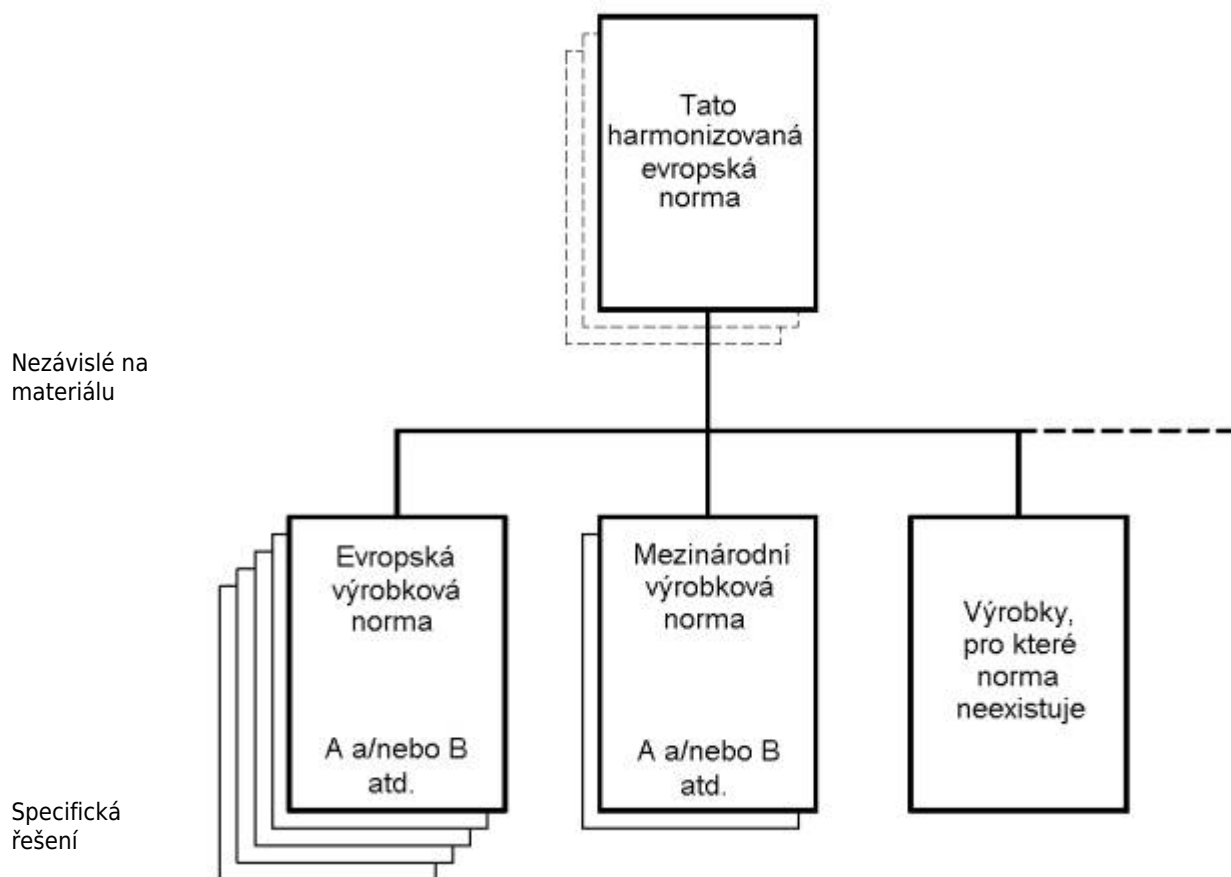 Tato
harmonizovaná
evropská
norma
Nezávislé na
materiálu
Evropská
výrobková
norma
A a/nebo B
atd.
Mezinárodní
výrobková
norma
A a/nebo B
atd.
Výrobky,
pro které
norma
neexistuje
Specifická
řešení